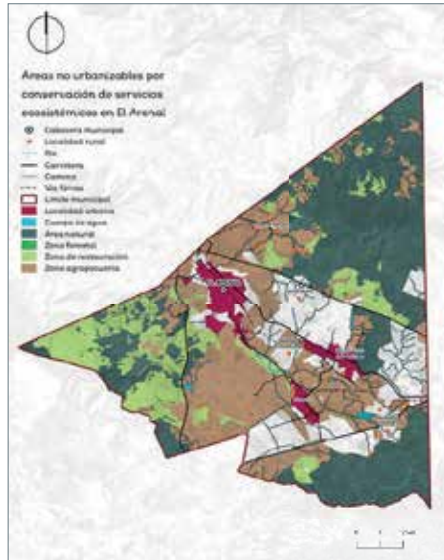 Áreas no urbanizables por
conservación de servicios
ecosistémicos en El Arenal
Cabecera municipal
Localidad rural
Río
Carretera
Camino
Vía férrea
Límite municipal
Localidad urbana
Cuerpo de agua
Área natural
Zona forestal
Zona de restauración
Zona agropecuaria